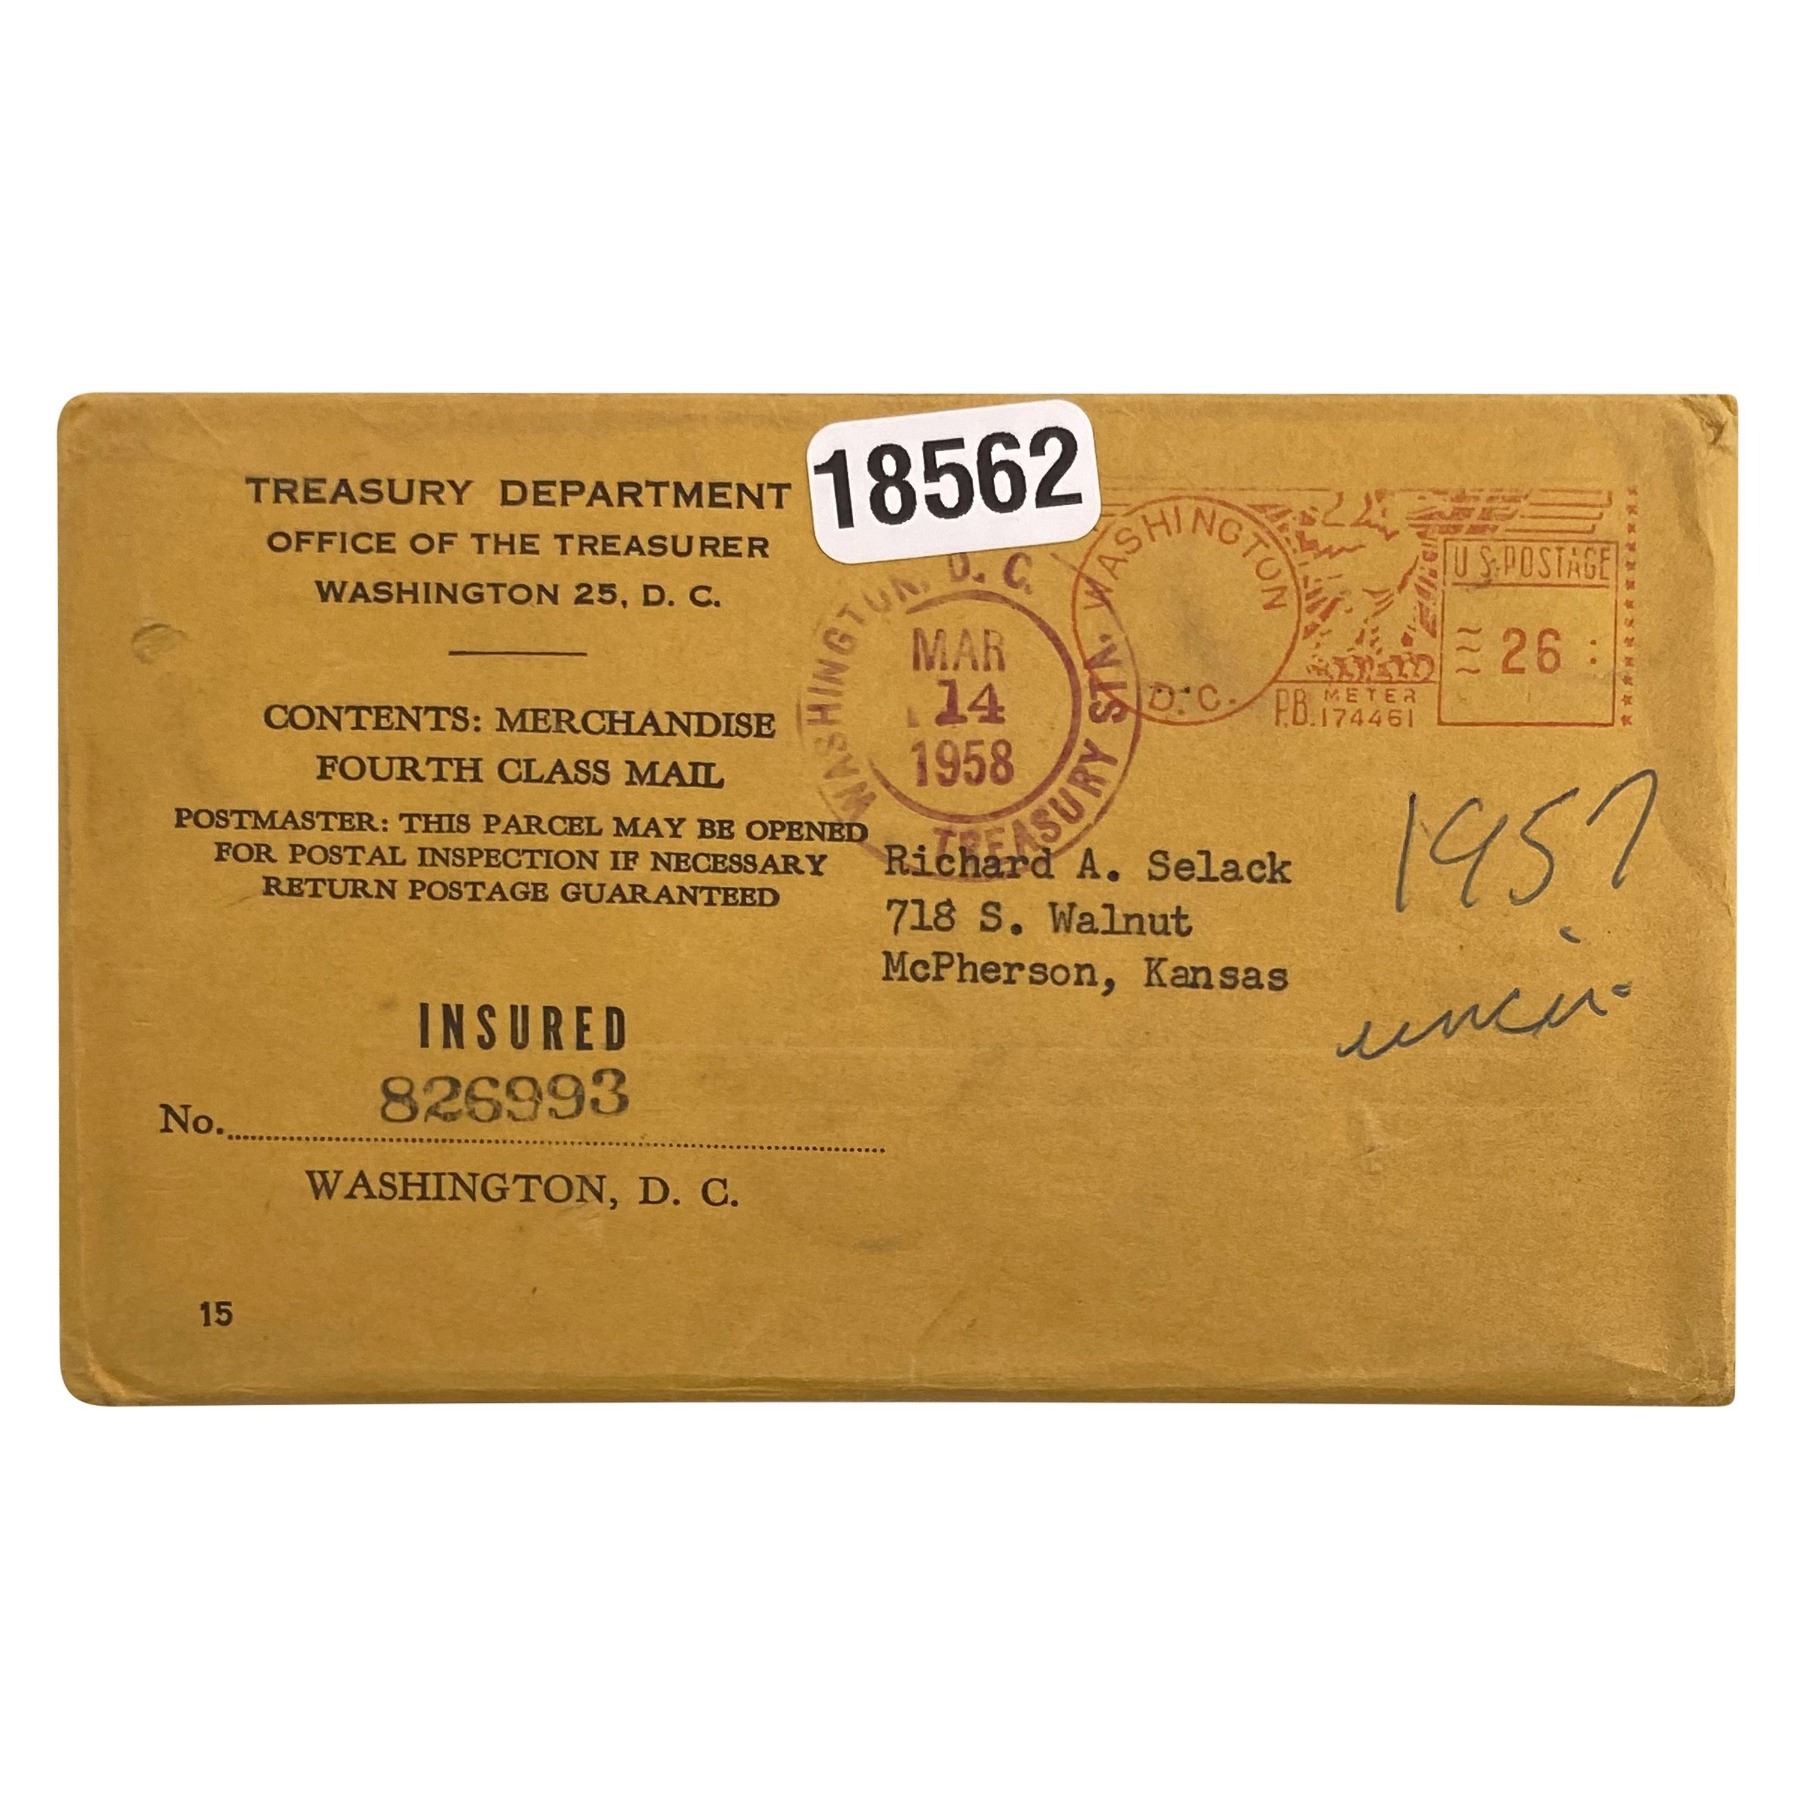 18562
TREASURY DEPARTMENT
OFFICE OF THE TREASURER
WASHINGTON 25, D. C.
CONTENTS: MERCHANDISE
FOURTH CLASS MAIL
POSTMASTER: THIS PARCEL MAY BE OPENED
FOR POSTAL INSPECTION IF NECESSARY
RETURN POSTAGE GUARANTEED
WASHINGTON, D. C.
TREASURY STN.
MAR
14
1958
WASHINGTON
D. C.
U.S. POSTAGE
26
P.B. METER
174461
Richard A. Selack
718 S. Walnut
McPherson, Kansas
1957
INSURED
No. 826993
WASHINGTON, D. C.
15